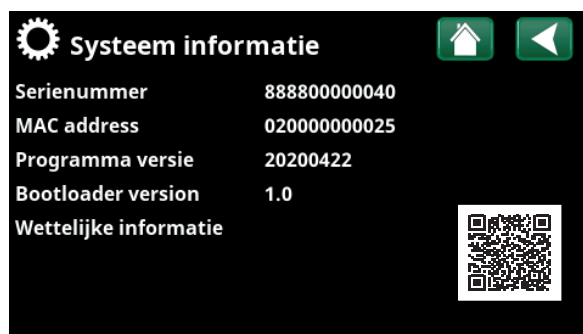 Systeem informatie
Serienummer 888800000040
MAC address 020000000025
Programma versie 20200422
Bootloader version 1.0
Wettelijke informatie